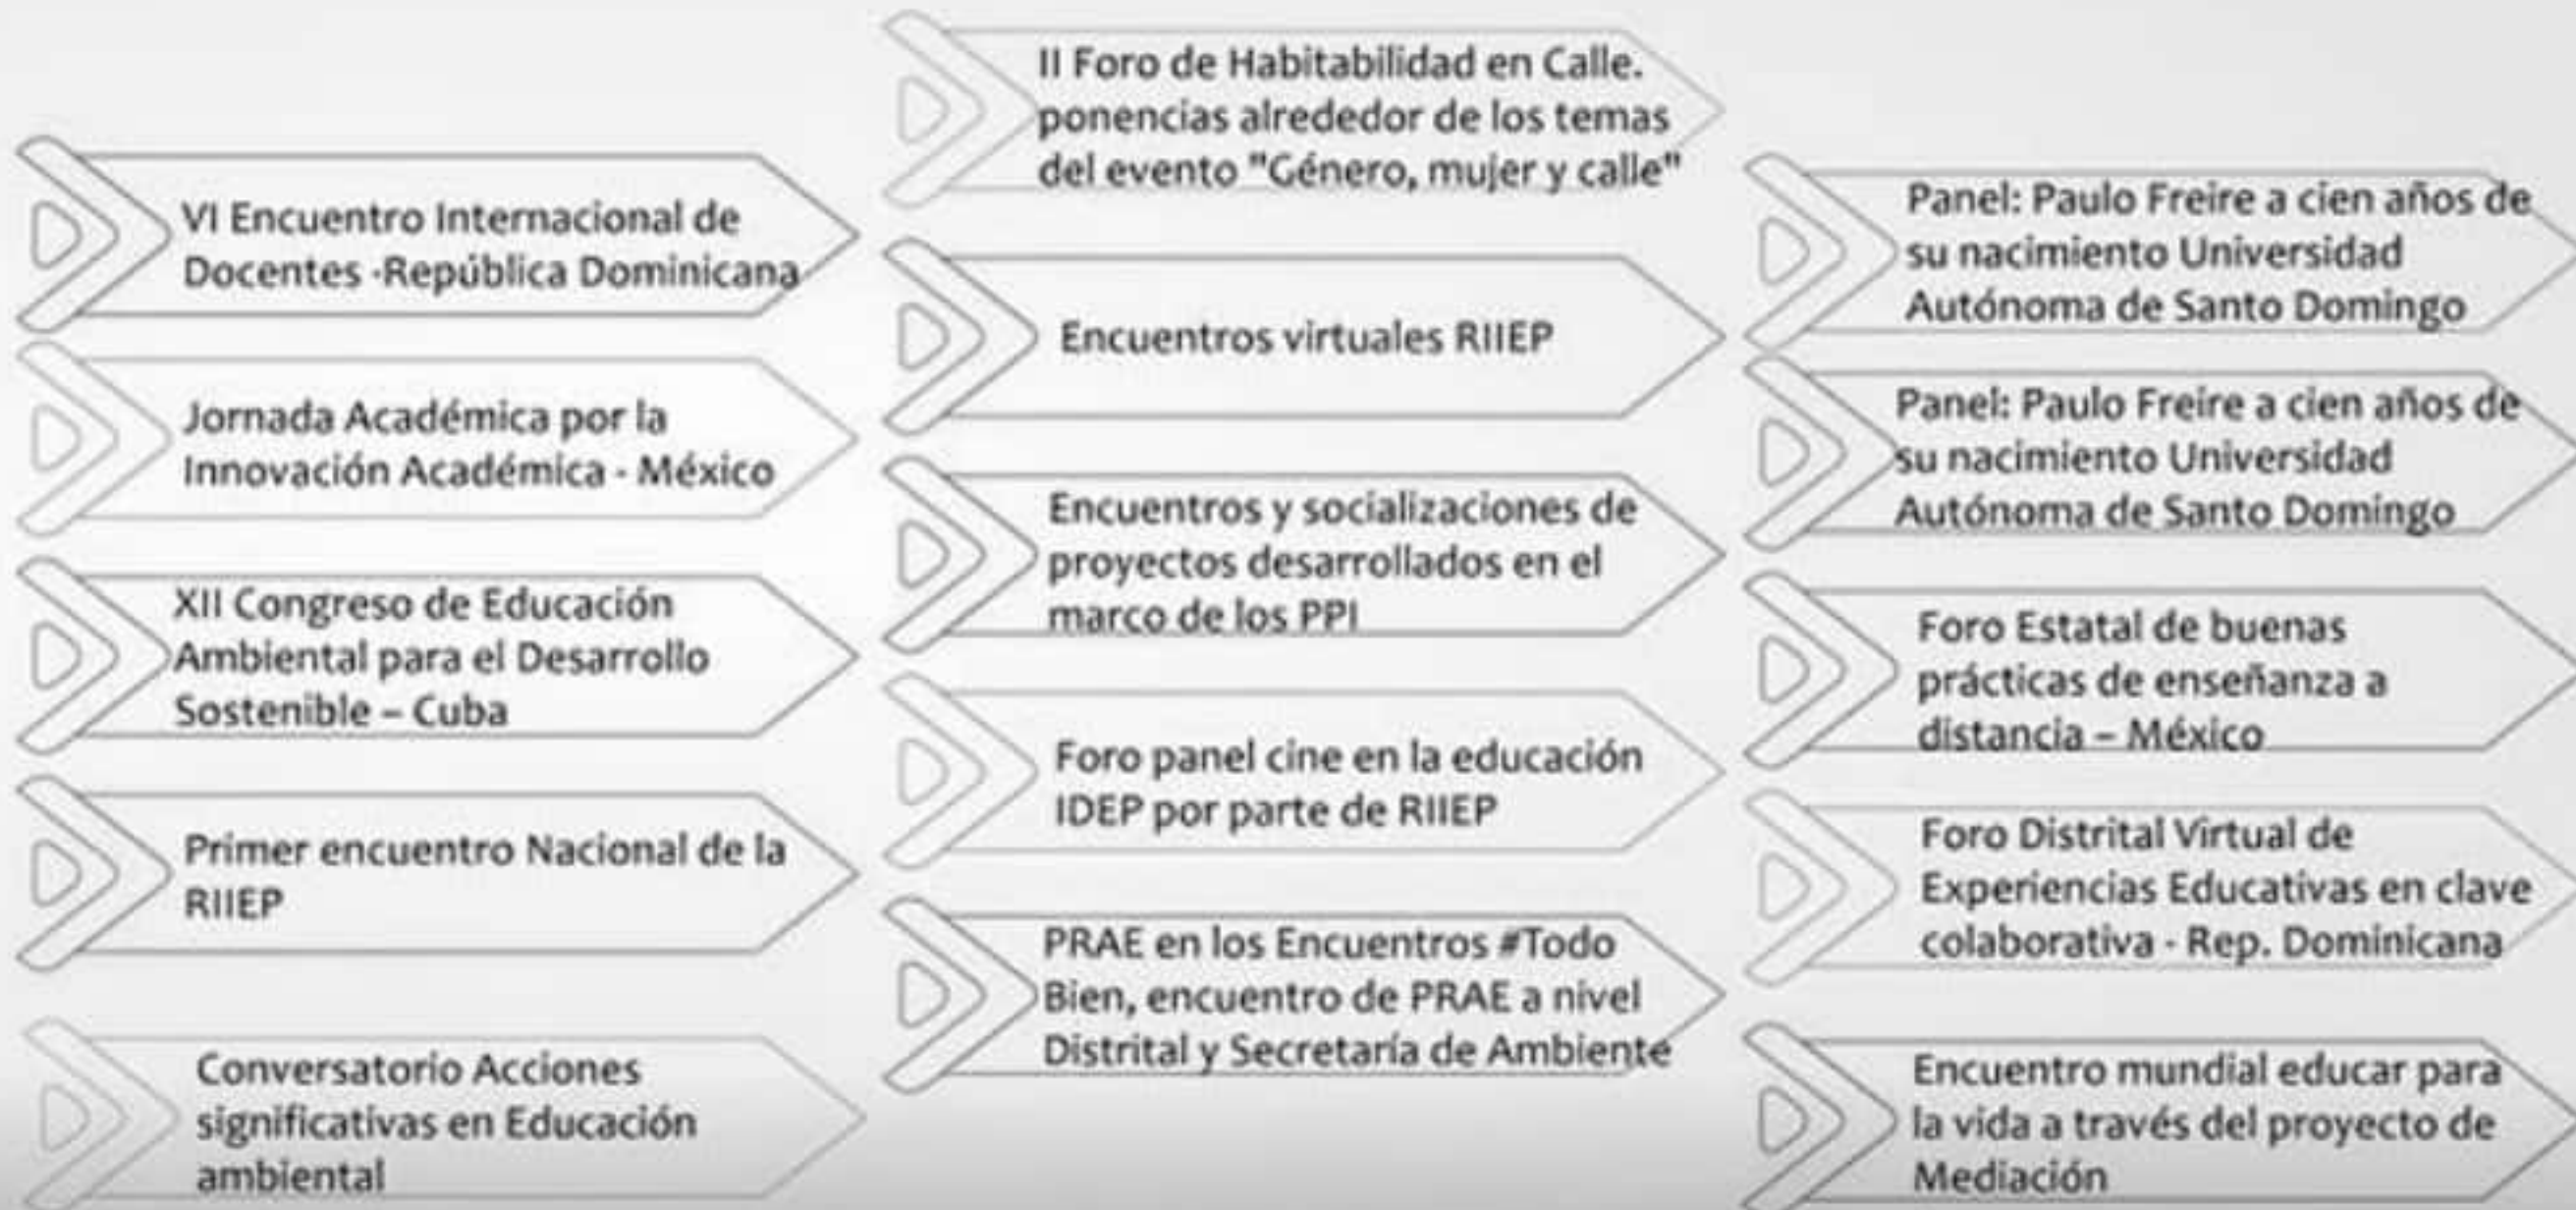 VI Encuentro Internacional de
Docentes -República Dominicana
Jornada Académica por la
Innovación Académica - México
XII Congreso de Educación
Ambiental para el Desarrollo
Sostenible – Cuba
Primer encuentro Nacional de la
RIIEP
Conversatorio Acciones
significativas en Educación
ambiental
II Foro de Habitabilidad en Calle.
ponencias alrededor de los temas
del evento "Género, mujer y calle"
Encuentros virtuales RIIEP
Encuentros y socializaciones de
proyectos desarrollados en el
marco de los PPI
Foro panel cine en la educación
IDEP por parte de RIIEP
PRAE en los Encuentros #Todo
Bien, encuentro de PRAE a nivel
Distrital y Secretaría de Ambiente
Panel: Paulo Freire a cien años de
su nacimiento Universidad
Autónoma de Santo Domingo
Panel: Paulo Freire a cien años de
su nacimiento Universidad
Autónoma de Santo Domingo
Foro Estatal de buenas
prácticas de enseñanza a
distancia – México
Foro Distrital Virtual de
Experiencias Educativas en clave
colaborativa - Rep. Dominicana
Encuentro mundial educar para
la vida a través del proyecto de
Mediación